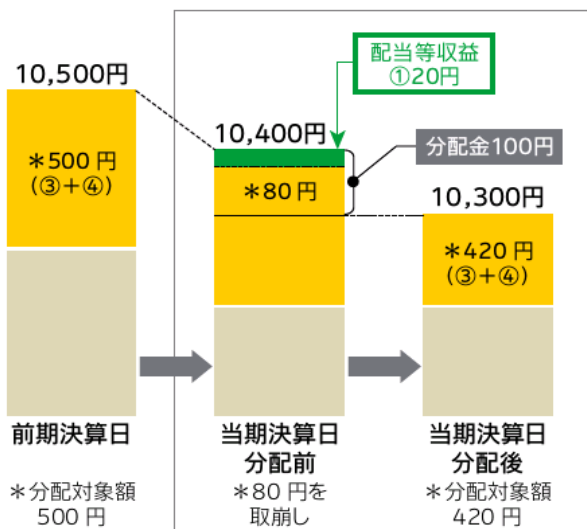 10,500円
＊500 円
(③＋④)
前期決算日
＊分配対象額
500 円
配当等収益
①20円
10,400円
分配金100円
＊80 円
当期決算日
分配前
＊80 円を
取崩し
10,300円
＊420 円
(③＋④)
当期決算日
分配後
＊分配対象額
420 円